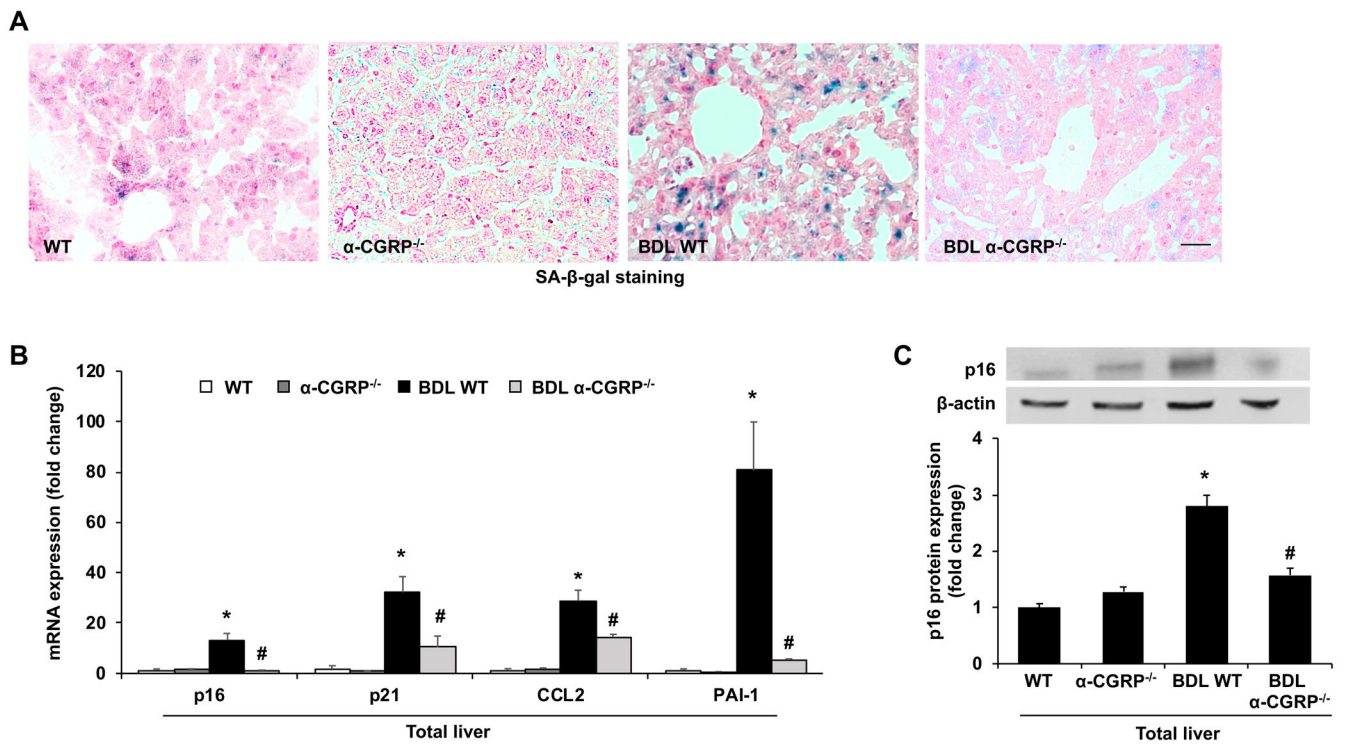 A
WT
α-CGRP-/-
BDL WT
BDL α-CGRP-/-
SA-β-gal staining
B
mRNA expression (fold change)
120
100
80
60
40
20
0
WT
α-CGRP-/-
BDL WT
BDL α-CGRP-/-
*
#
*
#
*
#
*
#
p16
p21
CCL2
PAI-1
Total liver
C
p16
β-actin
p16 protein expression
(fold change)
4
3
2
1
0
*
#
WT
α-CGRP-/-
BDL WT
BDL
α-CGRP-/-
Total liver